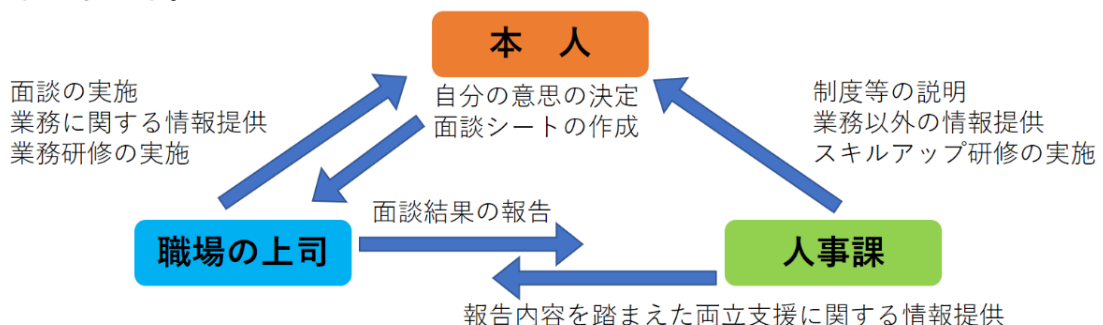 本　人
自分の意思の決定
面談シートの作成
面談の実施
業務に関する情報提供
業務研修の実施
制度等の説明
業務以外の情報提供
スキルアップ研修の実施
面談結果の報告
職場の上司
人事課
報告内容を踏まえた両立支援に関する情報提供